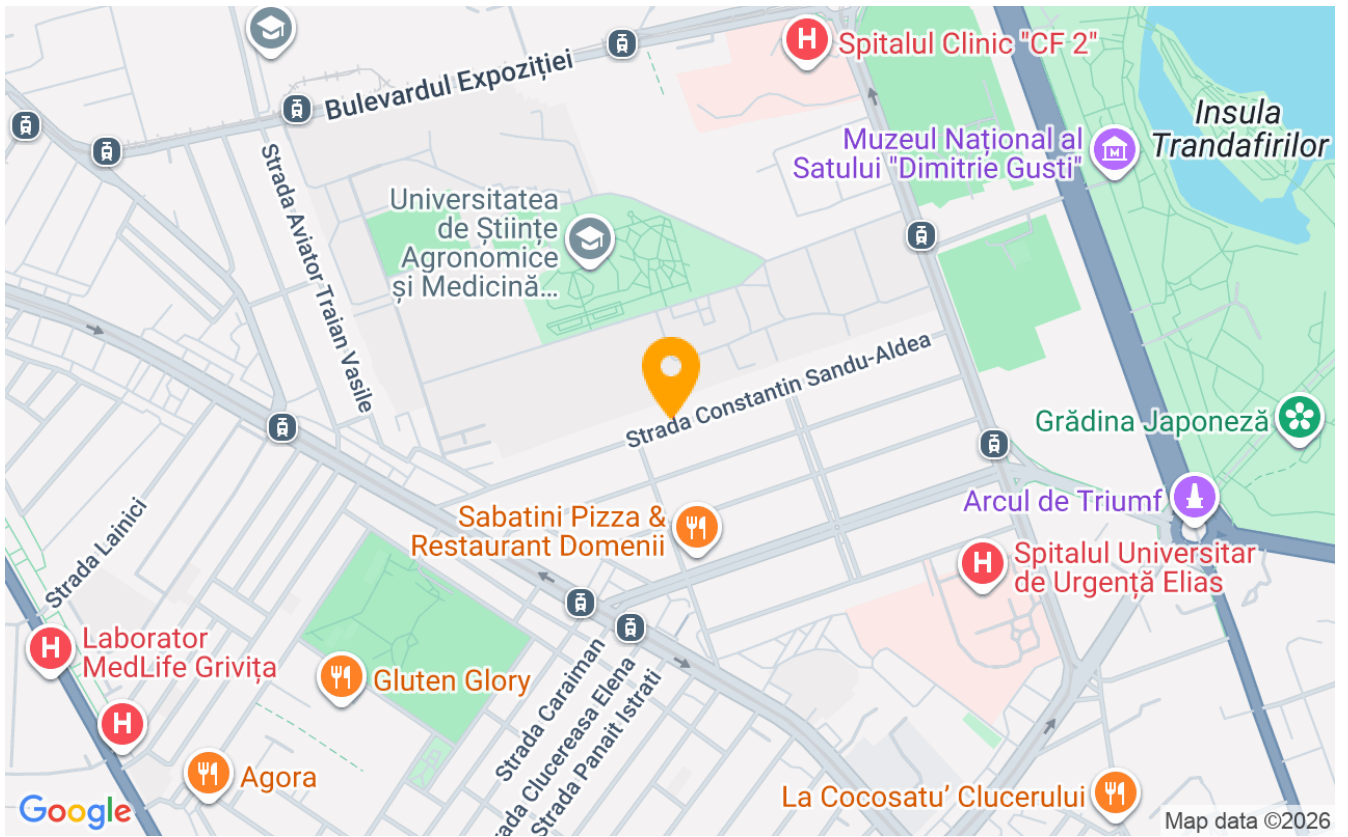 Spitalul Clinic "CF 2"
Bulevardul Expoziției
Insula
Trandafirilor
Muzeul Național al
Satului "Dimitrie Gusti"
Strada Aviator Traian Vasile
Universitatea
de Științe
Agronomice
și Medicină...
Strada Constantin Sandu-Aldea
Grădina Japoneză
Arcul de Triumf
Sabatini Pizza &
Restaurant Domenii
Strada Lainici
Spitalul Universitar
de Urgență Elias
Laborator
MedLife Grivița
Gluten Glory
Strada Caraiman
ada Clucereasa Elena
Strada Panait Istrati
Agora
La Cocosatu' Clucerului
Google
Map data ©2026